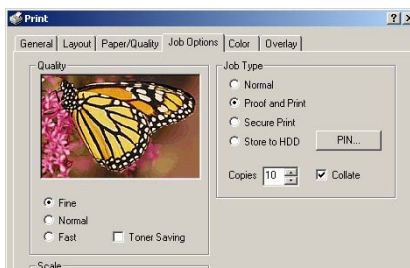 Print
General Layout Paper/Quality Job Options Color Overlay
Quality
Fine
Normal
Fast Toner Saving
Job Type
Normal
Proof and Print
Secure Print
Store to HDD PIN...
Copies 10 Collate
Scale